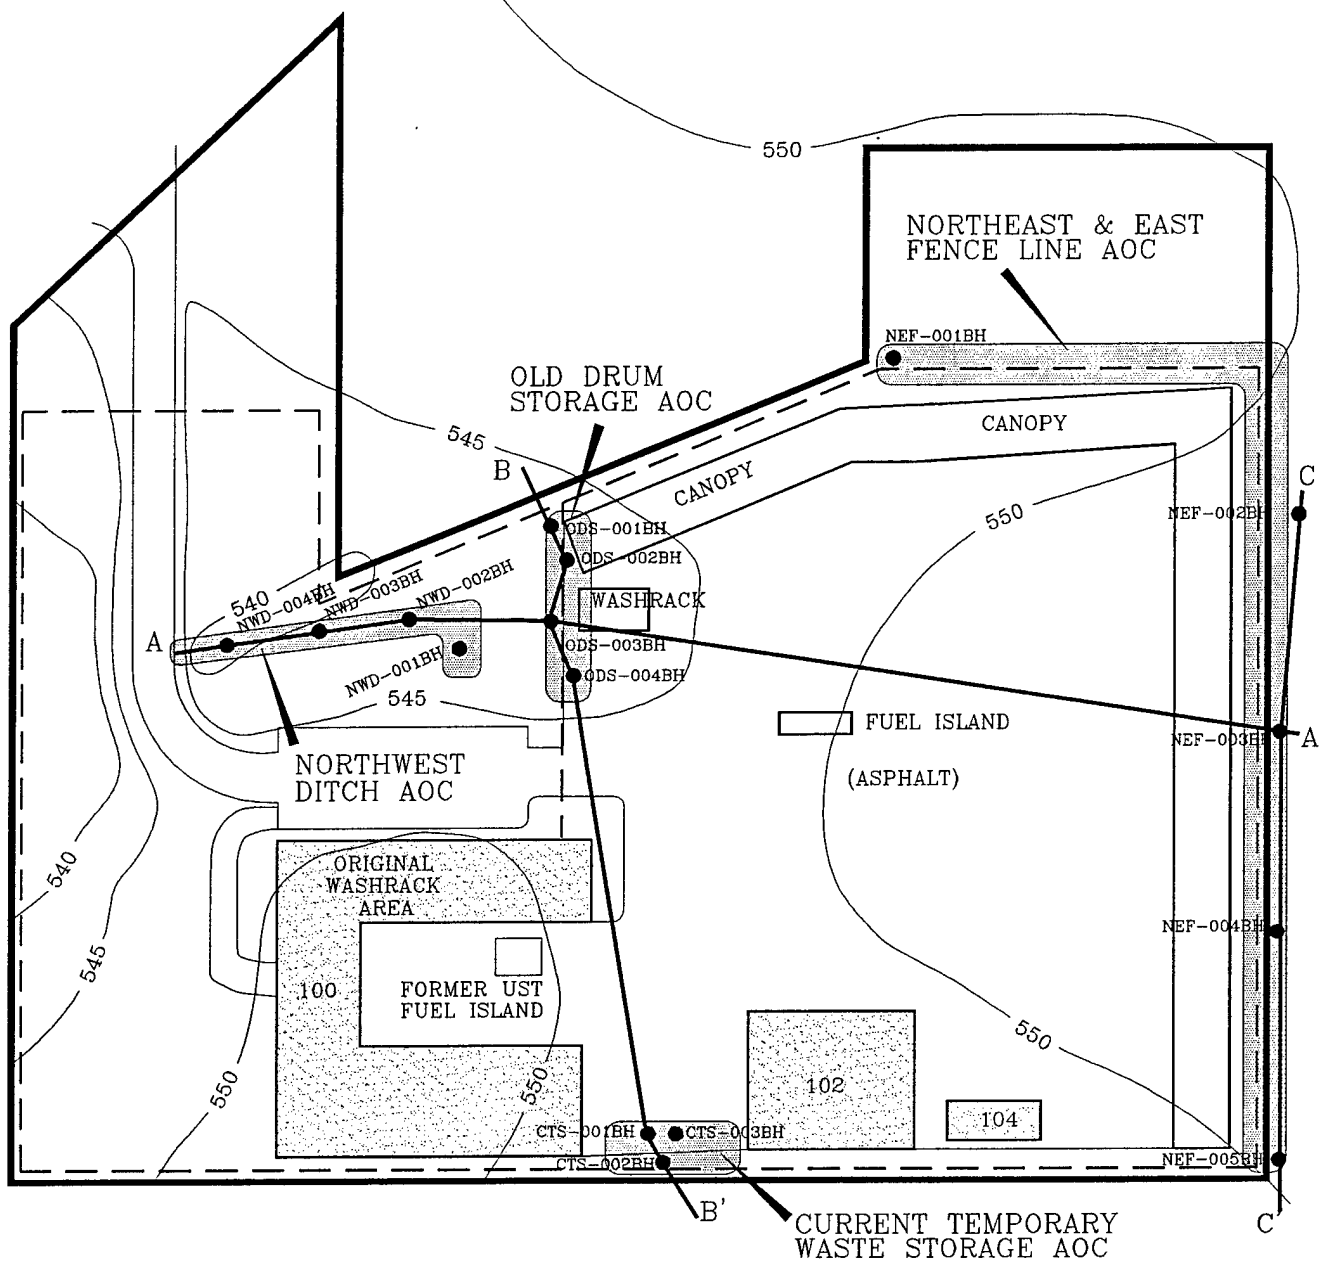 550
NORTHEAST & EAST
FENCE LINE AOC
NEF-001BH
OLD DRUM
STORAGE AOC
CANOPY
545
B
CANOPY
C
550
NEF-002BH
ODS-001BH
ODS-002BH
540
NWD-004BH
NWD-003BH
NWD-002BH
WASHRACK
A
ODS-003BH
NWD-001BH
ODS-004BH
545
FUEL ISLAND
NEF-003BH
A
NORTHWEST
DITCH AOC
(ASPHALT)
540
ORIGINAL
WASHRACK
AREA
545
NEF-004BH
100
FORMER UST
FUEL ISLAND
550
550
550
102
104
CTS-001BH
CTS-003BH
CTS-002BH
NEF-005BH
B'
C'
CURRENT TEMPORARY
WASTE STORAGE AOC